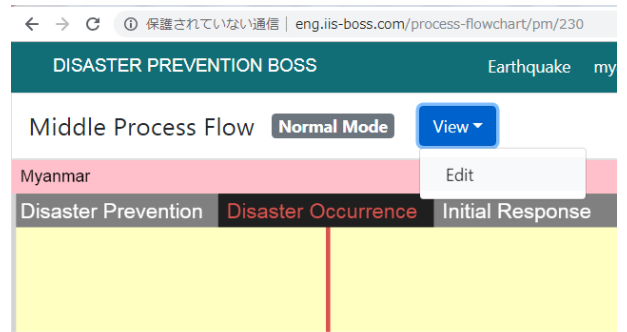 保護されていない通信 | eng.iis-boss.com/process-flowchart/pm/230
DISASTER PREVENTION BOSS Earthquake my
Middle Process Flow Normal Mode View
Edit
Myanmar
Disaster Prevention Disaster Occurrence Initial Response